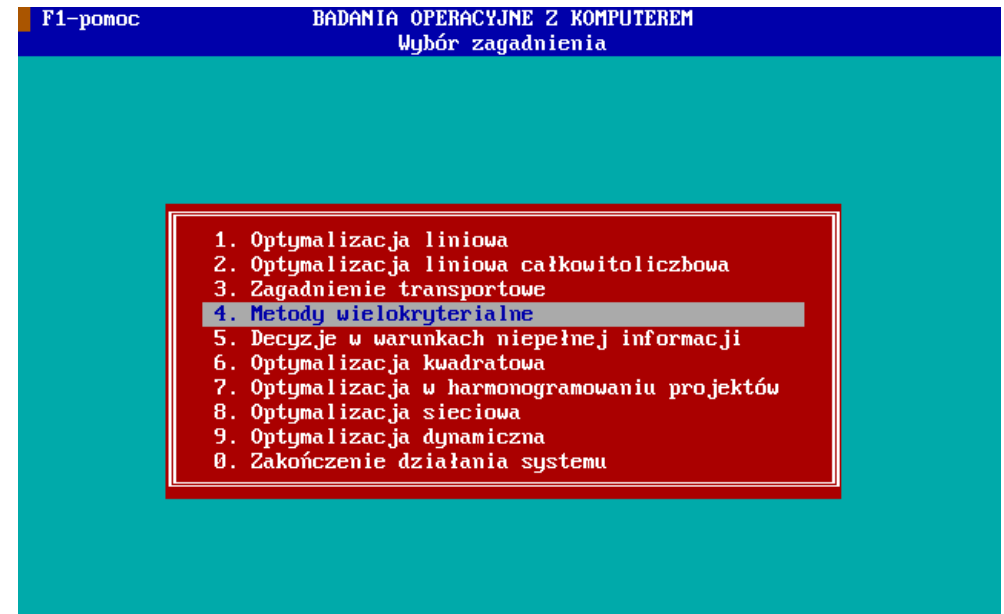 F1-pomoc BADANIA OPERACYJNE Z KOMPUTEREM
Wybór zagadnienia
1. Optymalizacja liniowa
2. Optymalizacja liniowa całkowitoliczbowa
3. Zagadnienie transportowe
4. Metody wielokryterialne
5. Decyzje w warunkach niepełnej informacji
6. Optymalizacja kwadratowa
7. Optymalizacja w harmonogramowaniu projektów
8. Optymalizacja sieciowa
9. Optymalizacja dynamiczna
0. Zakończenie działania systemu